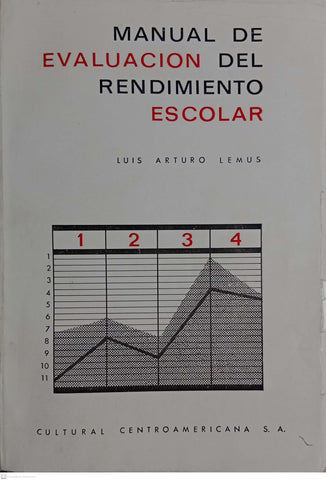 MANUAL DE
EVALUACION DEL
RENDIMIENTO
ESCOLAR
LUIS ARTURO LEMUS
1 2 3 4
1
2
3
4
5
6
7
8
9
10
11
CULTURAL CENTROAMERICANA S. A.